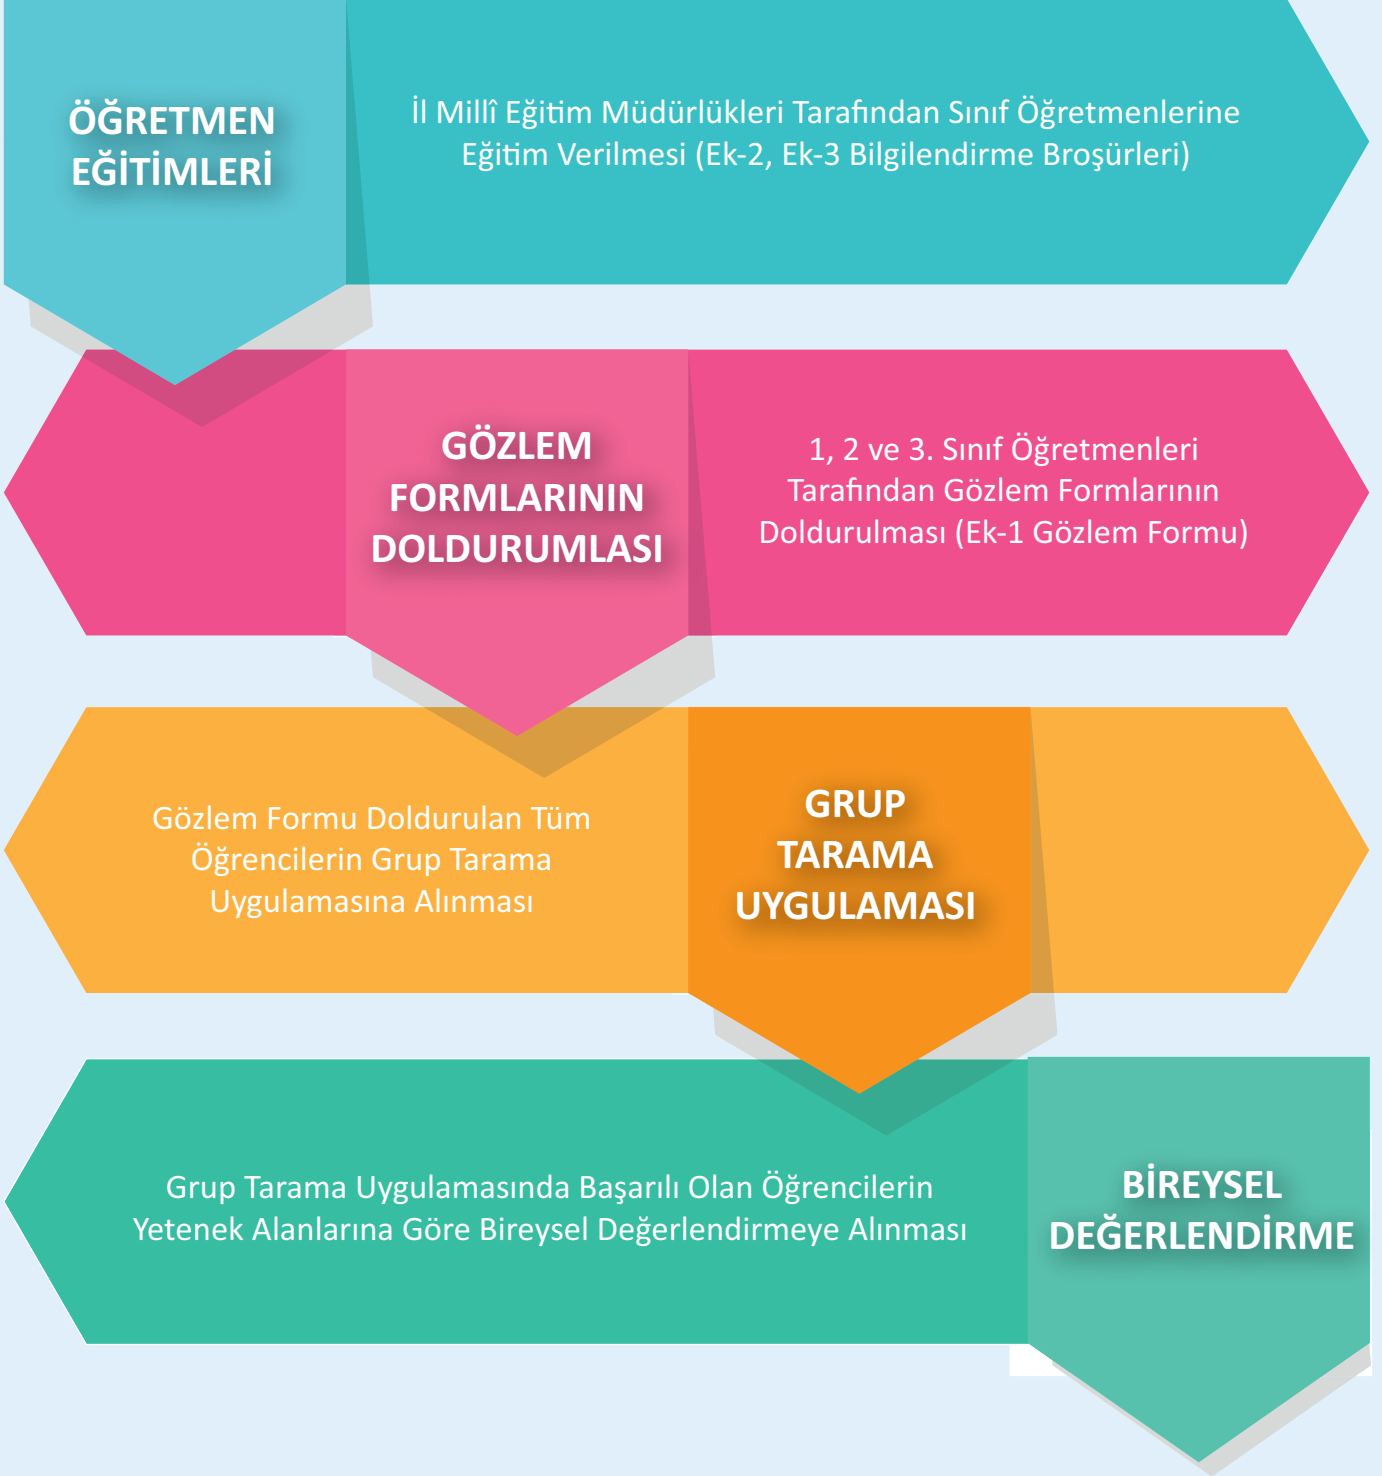 ÖĞRETMEN
EĞİTİMLERİ
İl Millî Eğitim Müdürlükleri Tarafından Sınıf Öğretmenlerine
Eğitim Verilmesi (Ek-2, Ek-3 Bilgilendirme Broşürleri)
GÖZLEM
FORMLARININ
DOLDURUMLASI
1, 2 ve 3. Sınıf Öğretmenleri
Tarafından Gözlem Formlarının
Doldurulması (Ek-1 Gözlem Formu)
Gözlem Formu Doldurulan Tüm
Öğrencilerin Grup Tarama
Uygulamasına Alınması
GRUP
TARAMA
UYGULAMASI
Grup Tarama Uygulamasında Başarılı Olan Öğrencilerin
Yetenek Alanlarına Göre Bireysel Değerlendirmeye Alınması
BİREYSEL
DEĞERLENDİRME